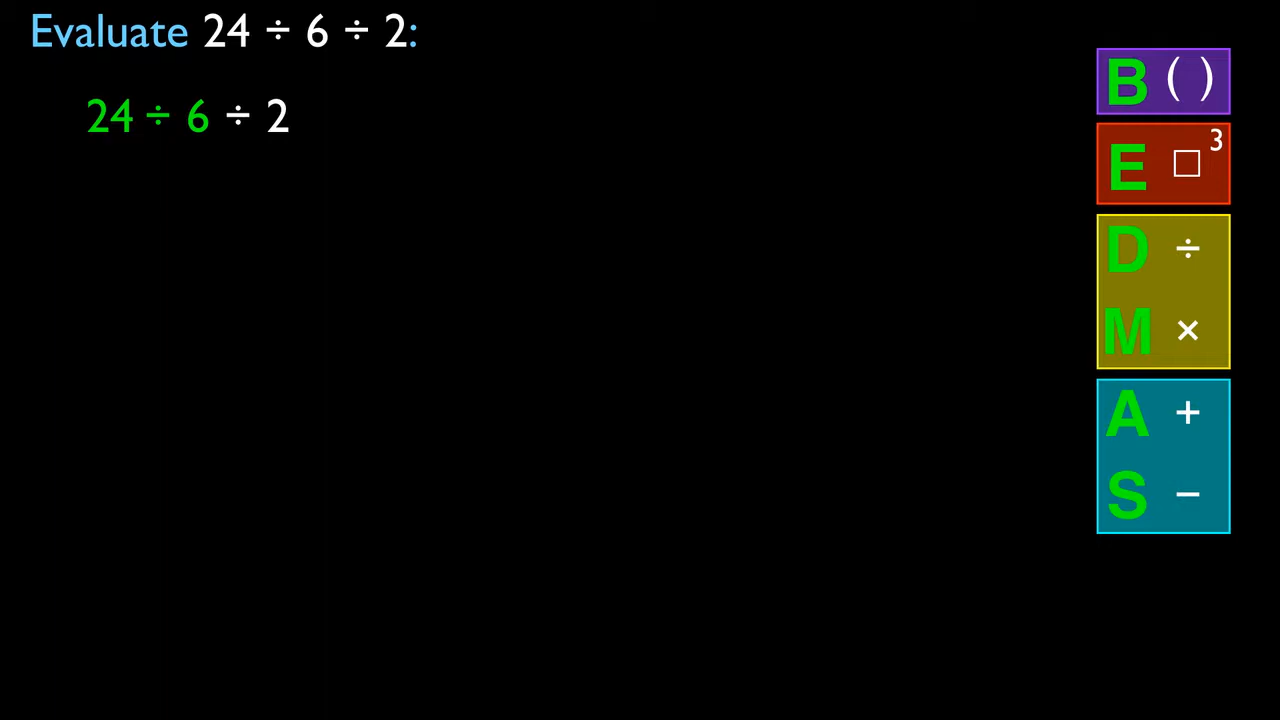 Evaluate 24 ÷ 6 ÷ 2:
24 ÷ 6 ÷ 2
B ( )
E □³
D ÷
M ×
A +
S −